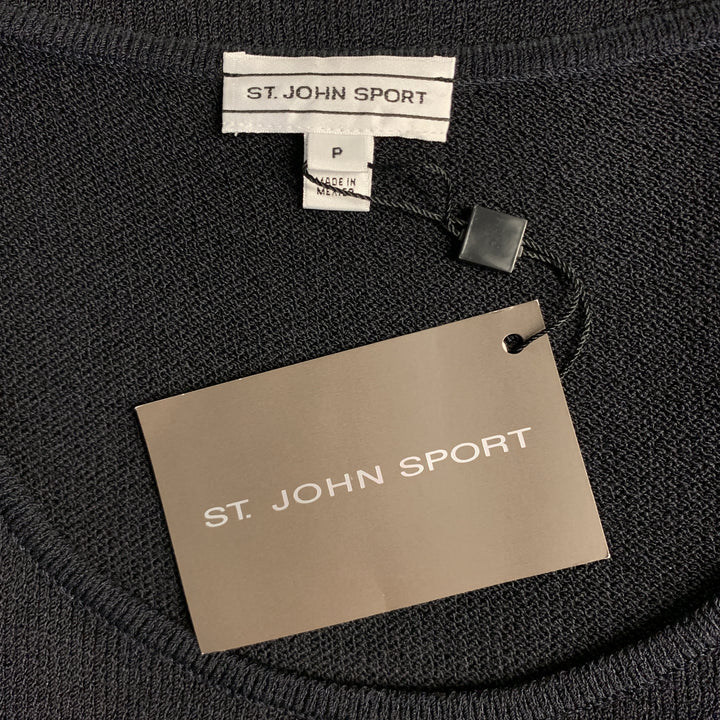 ST. JOHN SPORT
P
MADE IN
MEXICO
ST. JOHN SPORT